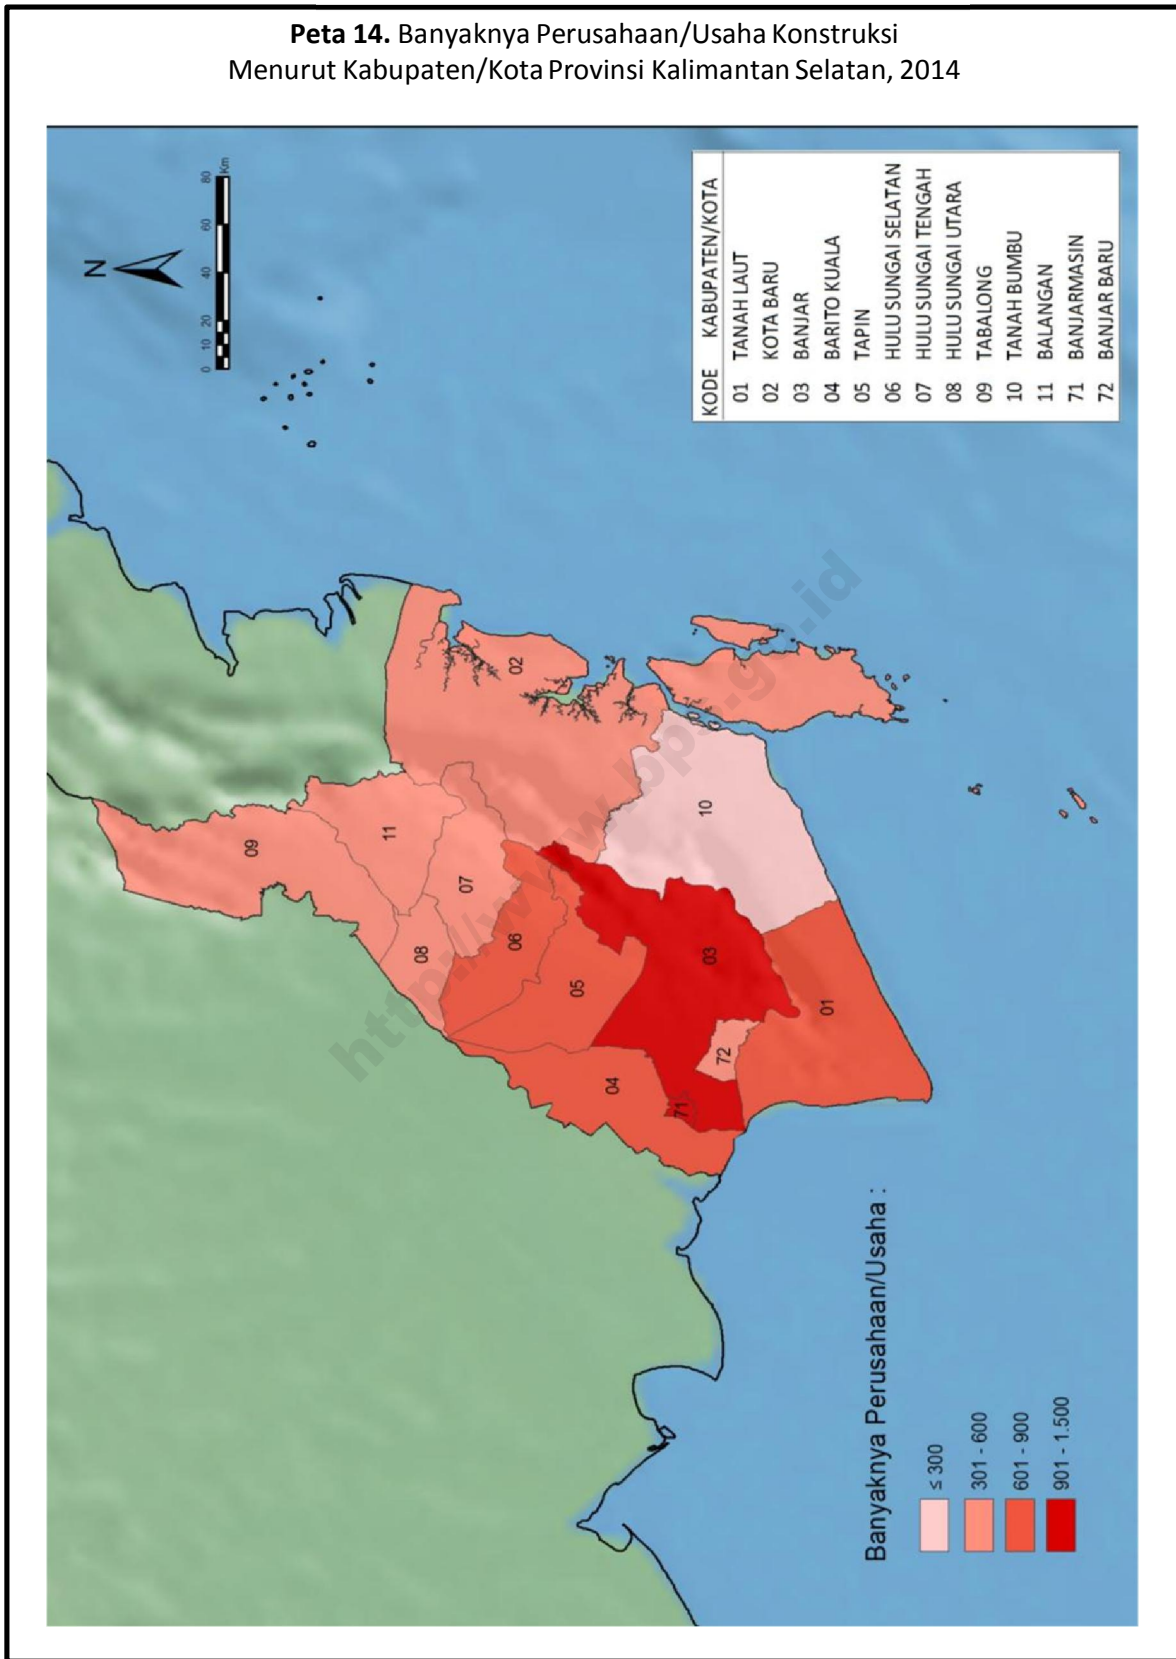 Peta 14. Banyaknya Perusahaan/Usaha Konstruksi
Menurut Kabupaten/Kota Provinsi Kalimantan Selatan, 2014
N
0 10 20 40 60 80
Km
KODE KABUPATEN/KOTA
01 TANAH LAUT
02 KOTA BARU
03 BANJAR
04 BARITO KUALA
05 TAPIN
06 HULU SUNGAI SELATAN
07 HULU SUNGAI TENGAH
08 HULU SUNGAI UTARA
09 TABALONG
10 TANAH BUMBU
11 BALANGAN
71 BANJARMASIN
72 BANJAR BARU
09
11
02
08
07
06
10
05
04
03
71
72
01
http://www.bps.go.id
Banyaknya Perusahaan/Usaha :
≤ 300
301 - 600
601 - 900
901 - 1.500